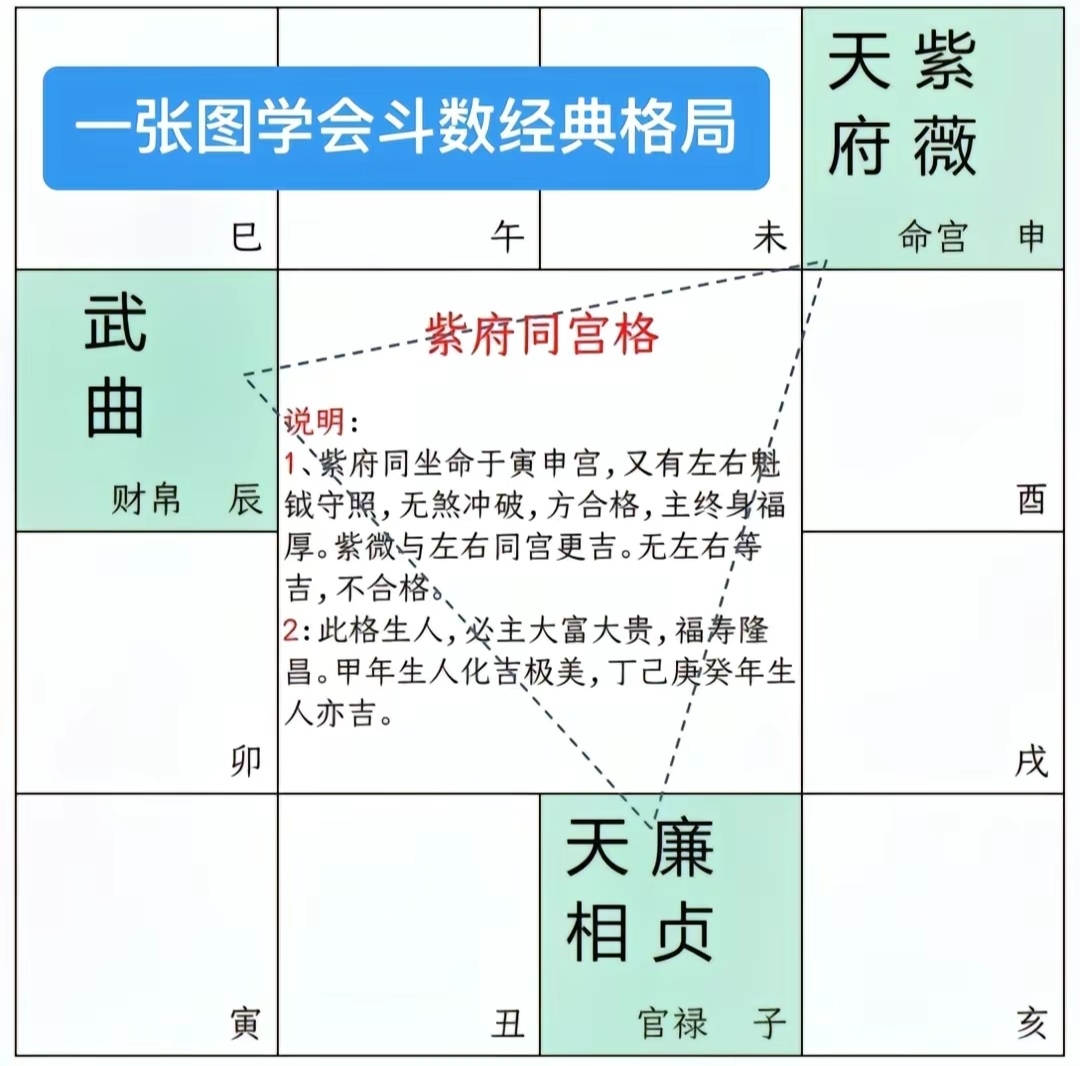 一张图学会斗数经典格局
巳
午
未
天 紫
府 薇
命宫 申
武
曲
财帛 辰
紫府同宫格
说明:
1、紫府同坐命于寅申宫,又有左右魁
钺守照,无煞冲破,方合格,主终身福
厚。紫微与左右同宫更吉。无左右等
吉,不合格。
2:此格生人,必主大富大贵,福寿隆
昌。甲年生人化吉极美,丁己庚癸年生
人亦吉。
酉
卯
戌
寅
丑
天 廉
相 贞
官禄 子
亥